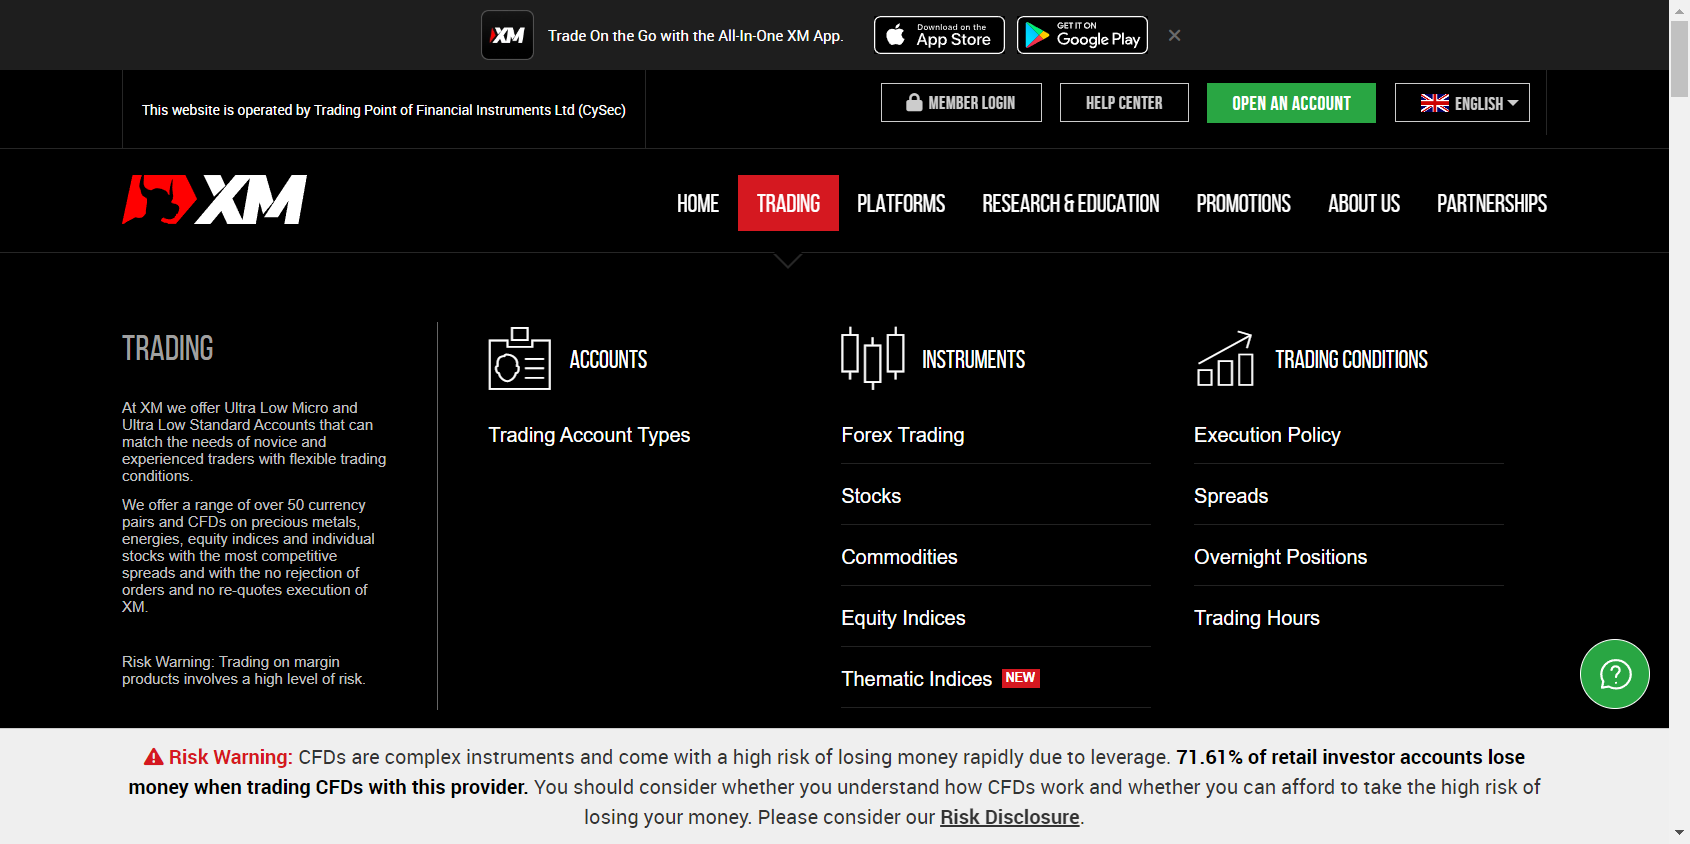 XM
Trade On the Go with the All-In-One XM App.
Download on the
App Store
GET IT ON
Google Play
This website is operated by Trading Point of Financial Instruments Ltd (CySec)
MEMBER LOGIN
HELP CENTER
OPEN AN ACCOUNT
ENGLISH
XM
HOME
TRADING
PLATFORMS
RESEARCH & EDUCATION
PROMOTIONS
ABOUT US
PARTNERSHIPS
TRADING
At XM we offer Ultra Low Micro and
Ultra Low Standard Accounts that can
match the needs of novice and
experienced traders with flexible trading
conditions.
We offer a range of over 50 currency
pairs and CFDs on precious metals,
energies, equity indices and individual
stocks with the most competitive
spreads and with the no rejection of
orders and no re-quotes execution of
XM.
Risk Warning: Trading on margin
products involves a high level of risk.
ACCOUNTS
Trading Account Types
INSTRUMENTS
Forex Trading
Stocks
Commodities
Equity Indices
Thematic Indices NEW
TRADING CONDITIONS
Execution Policy
Spreads
Overnight Positions
Trading Hours
Risk Warning: CFDs are complex instruments and come with a high risk of losing money rapidly due to leverage. 71.61% of retail investor accounts lose
money when trading CFDs with this provider. You should consider whether you understand how CFDs work and whether you can afford to take the high risk of
losing your money. Please consider our Risk Disclosure.